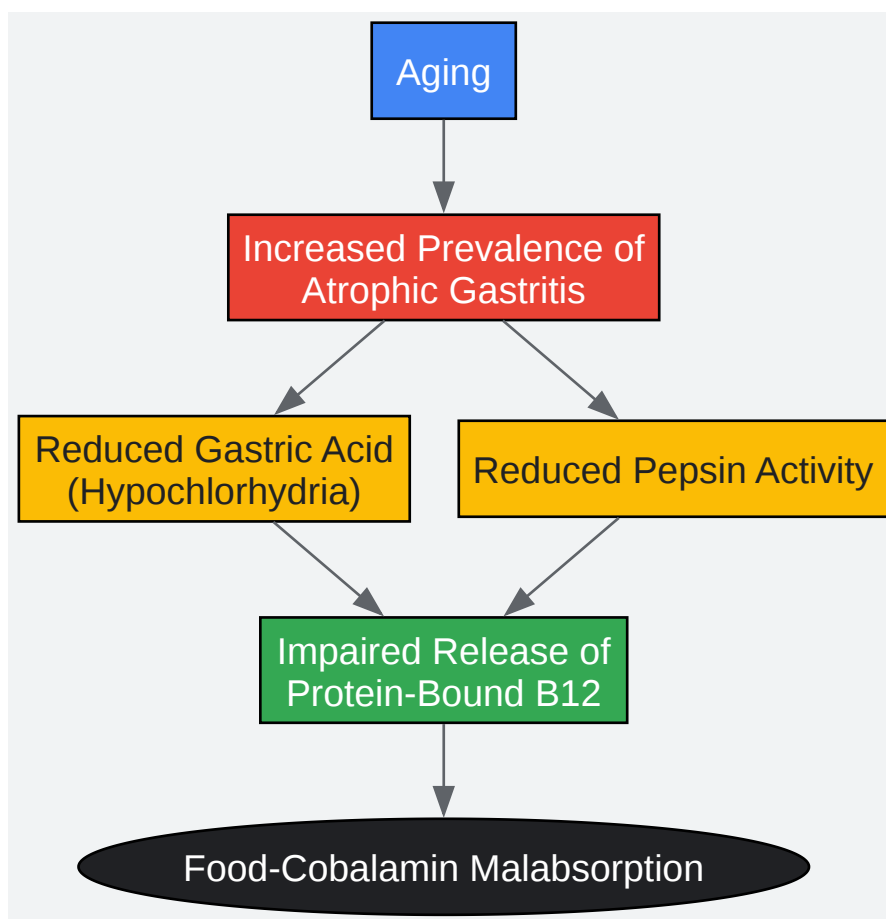 Aging
Increased Prevalence of
Atrophic Gastritis
Reduced Gastric Acid
(Hypochlorhydria)
Reduced Pepsin Activity
Impaired Release of
Protein-Bound B12
Food-Cobalamin Malabsorption